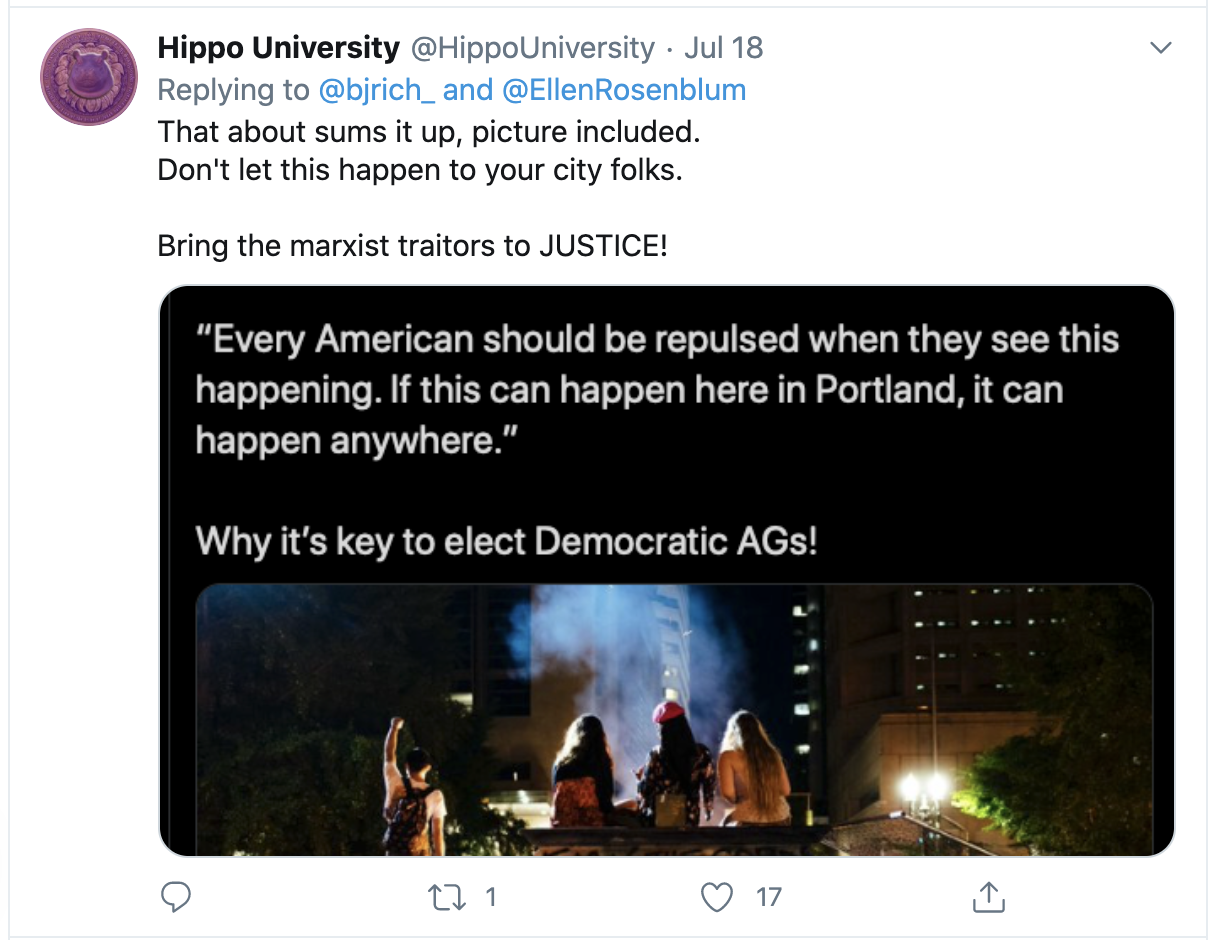 Hippo University @HippoUniversity · Jul 18
Replying to @bjrich_ and @EllenRosenblum
That about sums it up, picture included.
Don't let this happen to your city folks.
Bring the marxist traitors to JUSTICE!
“Every American should be repulsed when they see this
happening. If this can happen here in Portland, it can
happen anywhere.”
Why it’s key to elect Democratic AGs!
1 17